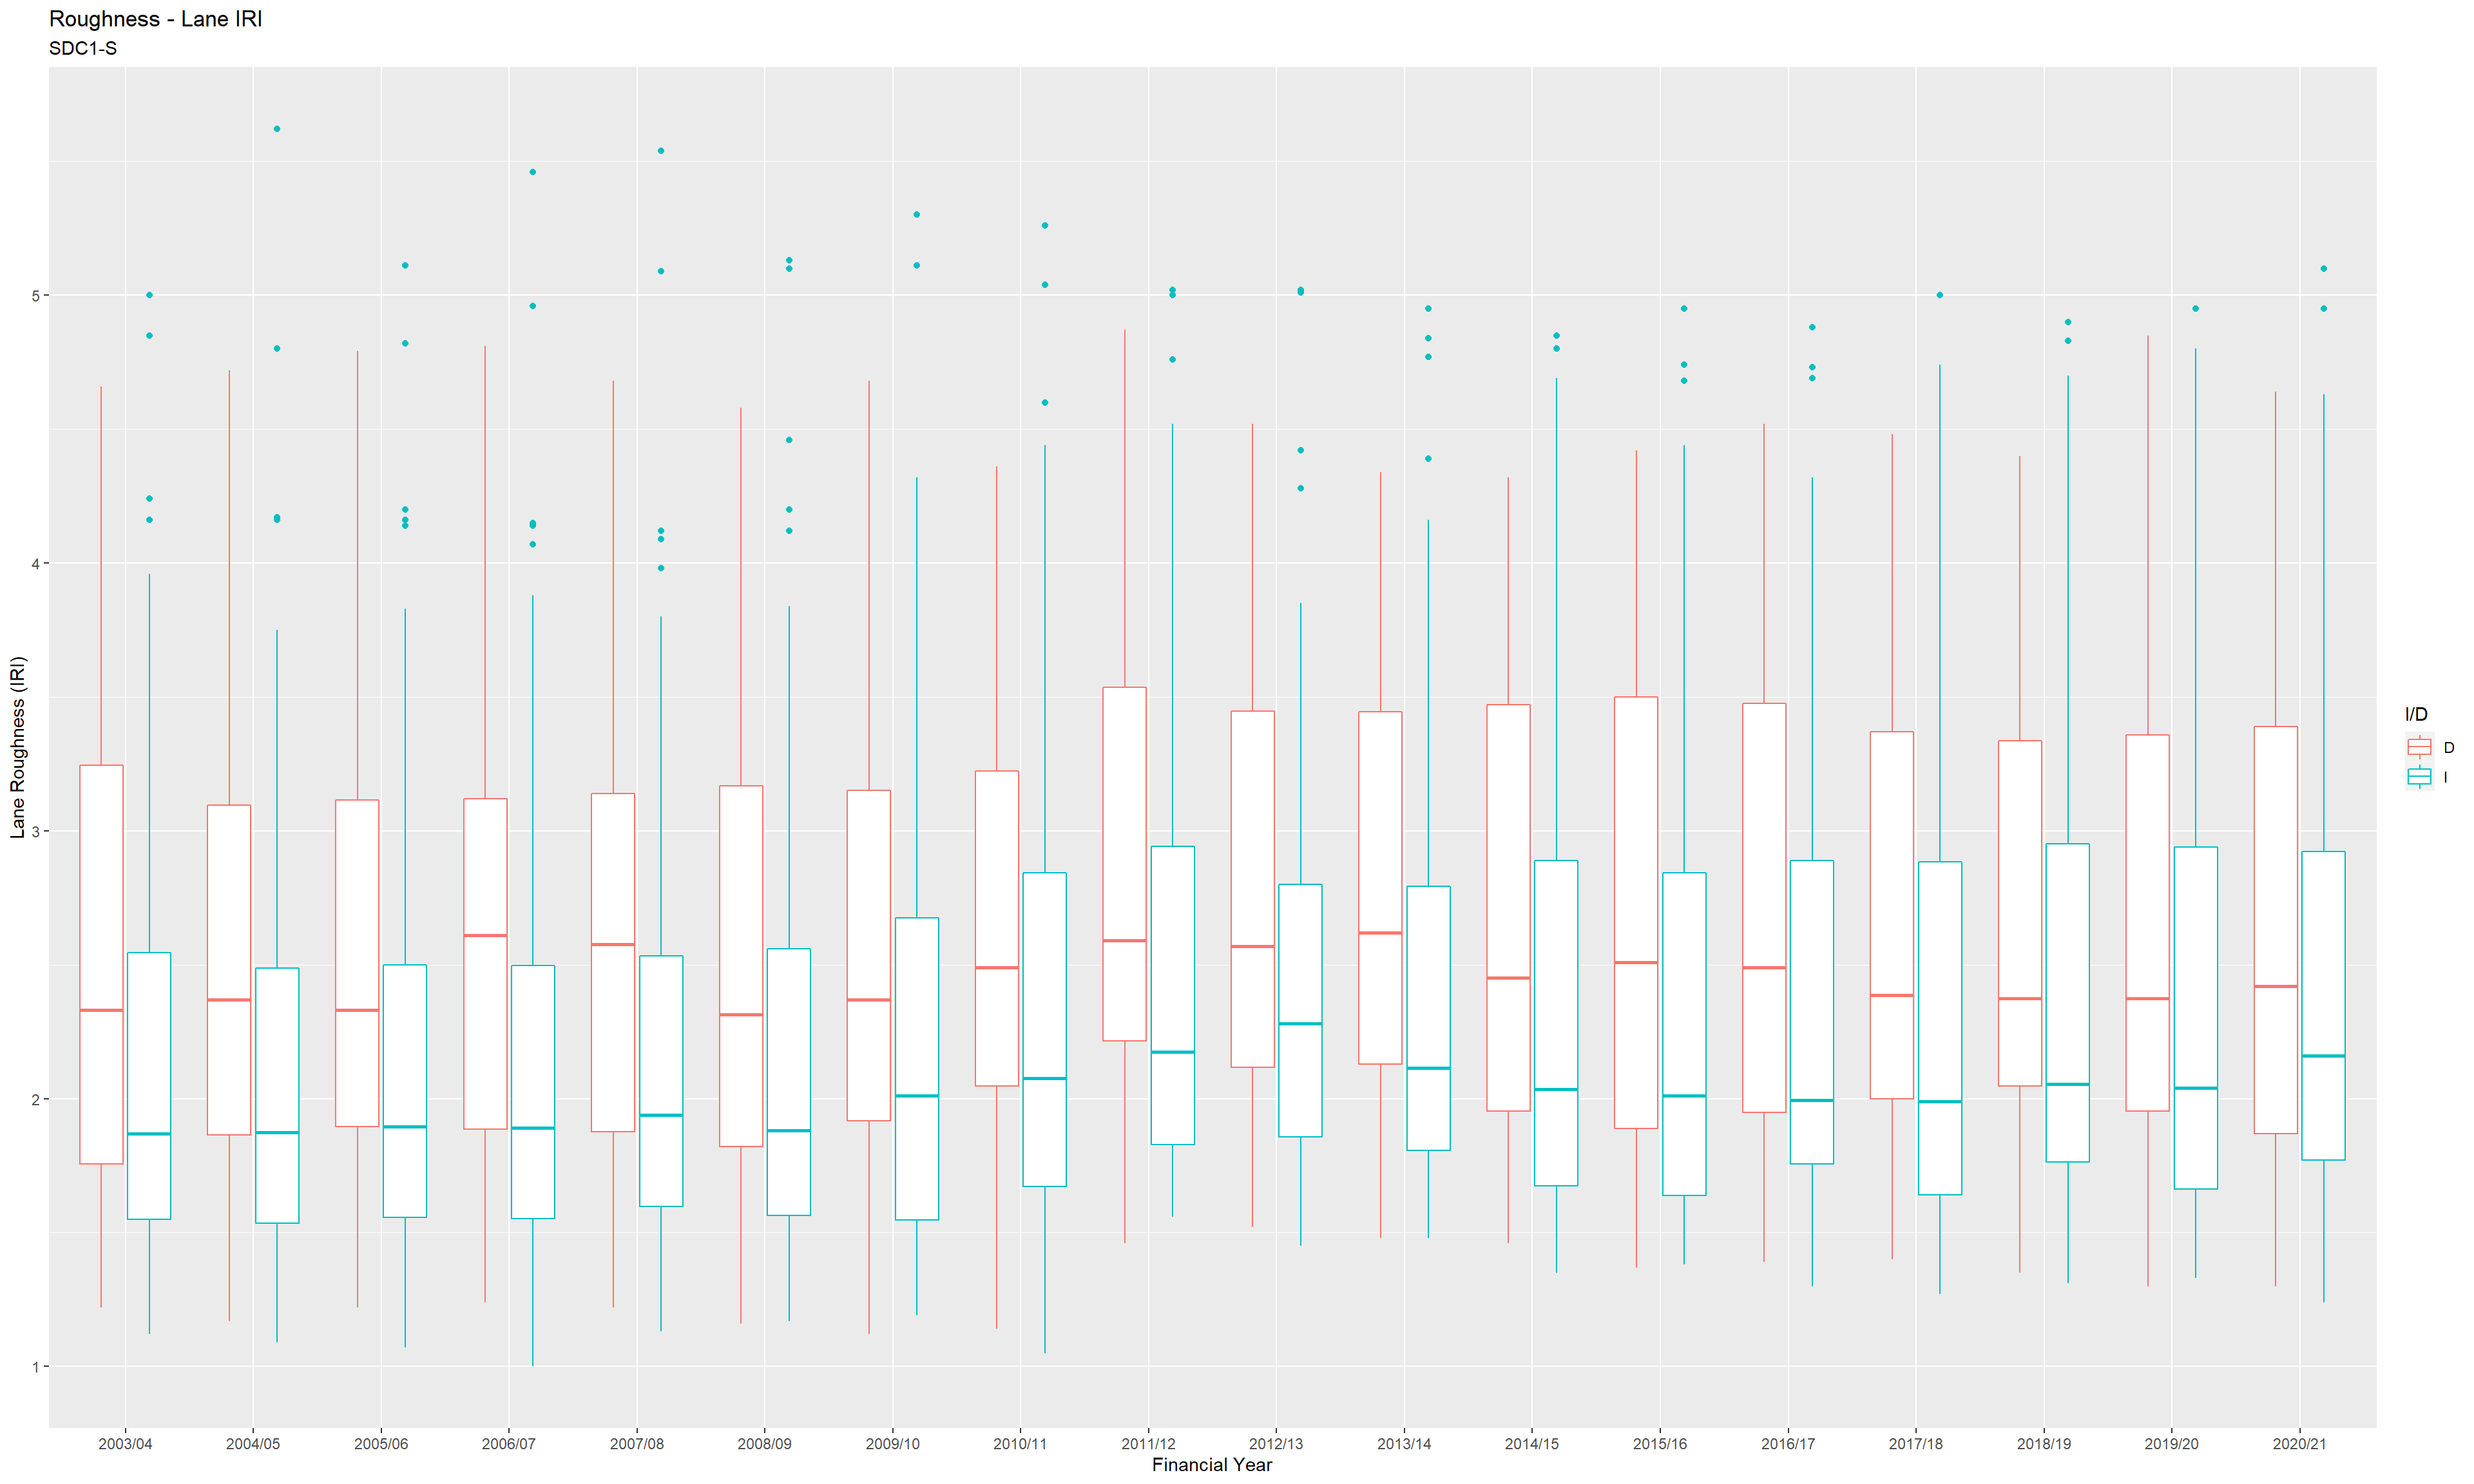 Roughness - Lane IRI
SDC1-S
Lane Roughness (IRI)
5
4
3
2
1
2003/04 2004/05 2005/06 2006/07 2007/08 2008/09 2009/10 2010/11 2011/12 2012/13 2013/14 2014/15 2015/16 2016/17 2017/18 2018/19 2019/20 2020/21
Financial Year
I/D
D
I